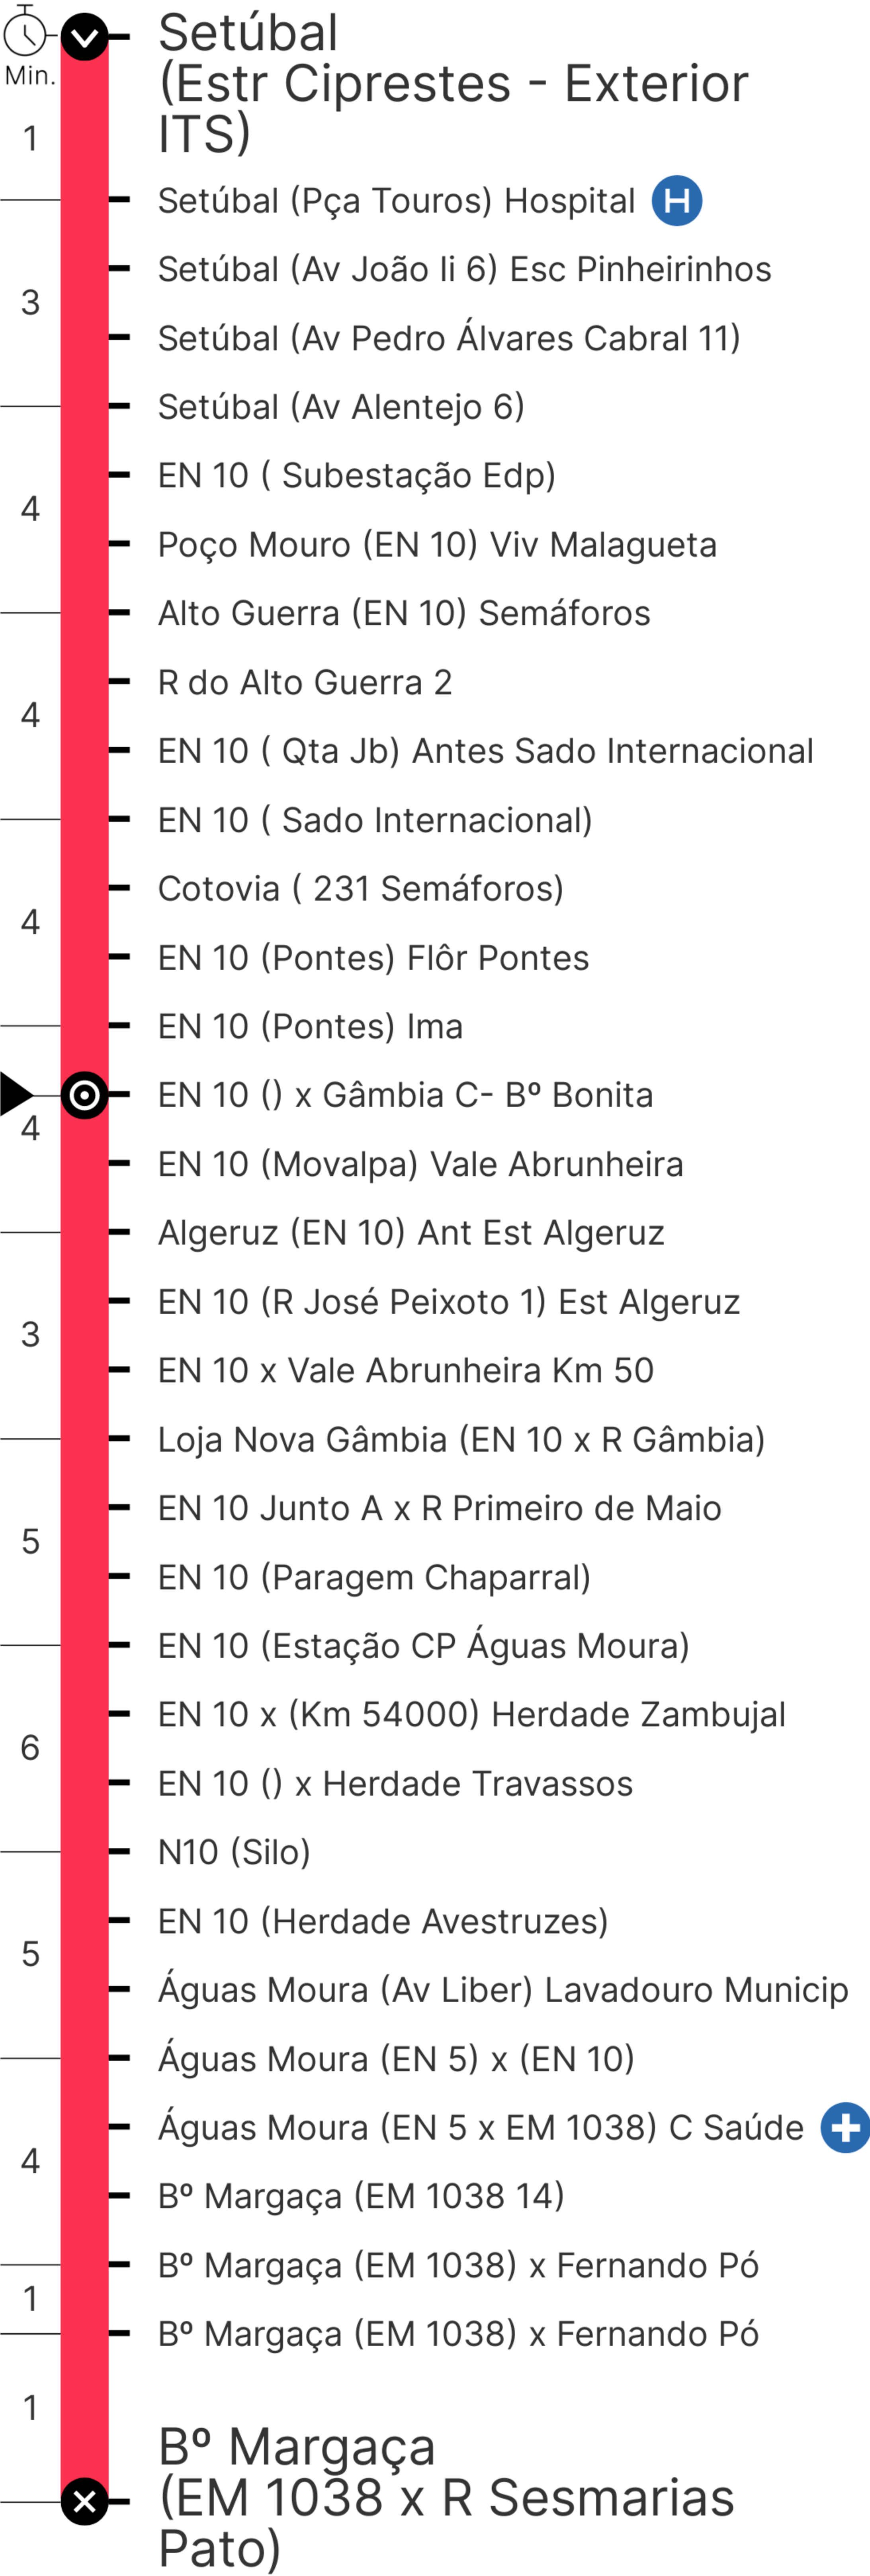 Setúbal
(Estr Ciprestes - Exterior
ITS)
Min.
1
Setúbal (Pça Touros) Hospital H
Setúbal (Av João Ii 6) Esc Pinheirinhos
3
Setúbal (Av Pedro Álvares Cabral 11)
Setúbal (Av Alentejo 6)
EN 10 ( Subestação Edp)
4
Poço Mouro (EN 10) Viv Malagueta
Alto Guerra (EN 10) Semáforos
R do Alto Guerra 2
4
EN 10 ( Qta Jb) Antes Sado Internacional
EN 10 ( Sado Internacional)
Cotovia ( 231 Semáforos)
4
EN 10 (Pontes) Flôr Pontes
EN 10 (Pontes) Ima
EN 10 () x Gâmbia C- Bº Bonita
4
EN 10 (Movalpa) Vale Abrunheira
Algeruz (EN 10) Ant Est Algeruz
EN 10 (R José Peixoto 1) Est Algeruz
3
EN 10 x Vale Abrunheira Km 50
Loja Nova Gâmbia (EN 10 x R Gâmbia)
EN 10 Junto A x R Primeiro de Maio
5
EN 10 (Paragem Chaparral)
EN 10 (Estação CP Águas Moura)
EN 10 x (Km 54000) Herdade Zambujal
6
EN 10 () x Herdade Travassos
N10 (Silo)
EN 10 (Herdade Avestruzes)
5
Águas Moura (Av Liber) Lavadouro Municip
Águas Moura (EN 5) x (EN 10)
Águas Moura (EN 5 x EM 1038) C Saúde
4
Bº Margaça (EM 1038 14)
Bº Margaça (EM 1038) x Fernando Pó
1
Bº Margaça (EM 1038) x Fernando Pó
1
Bº Margaça
(EM 1038 x R Sesmarias
Pato)